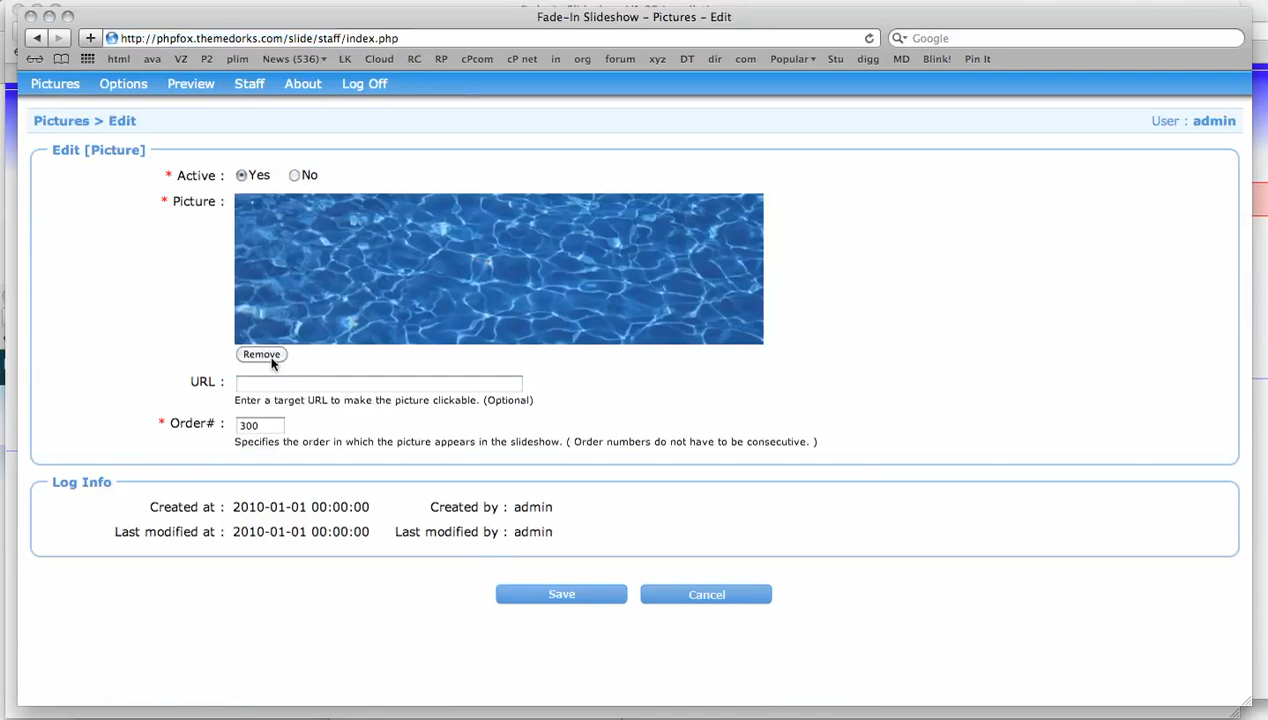 Fade-In Slideshow – Pictures – Edit
http://phpfox.themedorks.com/slide/staff/index.php
Google
html ava VZ P2 plim News (536) LK Cloud RC RP cPcom cP net in org forum xyz DT dir com Popular Stu digg MD Blink! Pin It
Pictures Options Preview Staff About Log Off
Pictures > Edit User : admin
Edit [Picture]
* Active : Yes No
* Picture :
Remove
URL :
Enter a target URL to make the picture clickable. (Optional)
* Order# : 300
Specifies the order in which the picture appears in the slideshow. ( Order numbers do not have to be consecutive. )
Log Info
Created at : 2010-01-01 00:00:00 Created by : admin
Last modified at : 2010-01-01 00:00:00 Last modified by : admin
Save Cancel